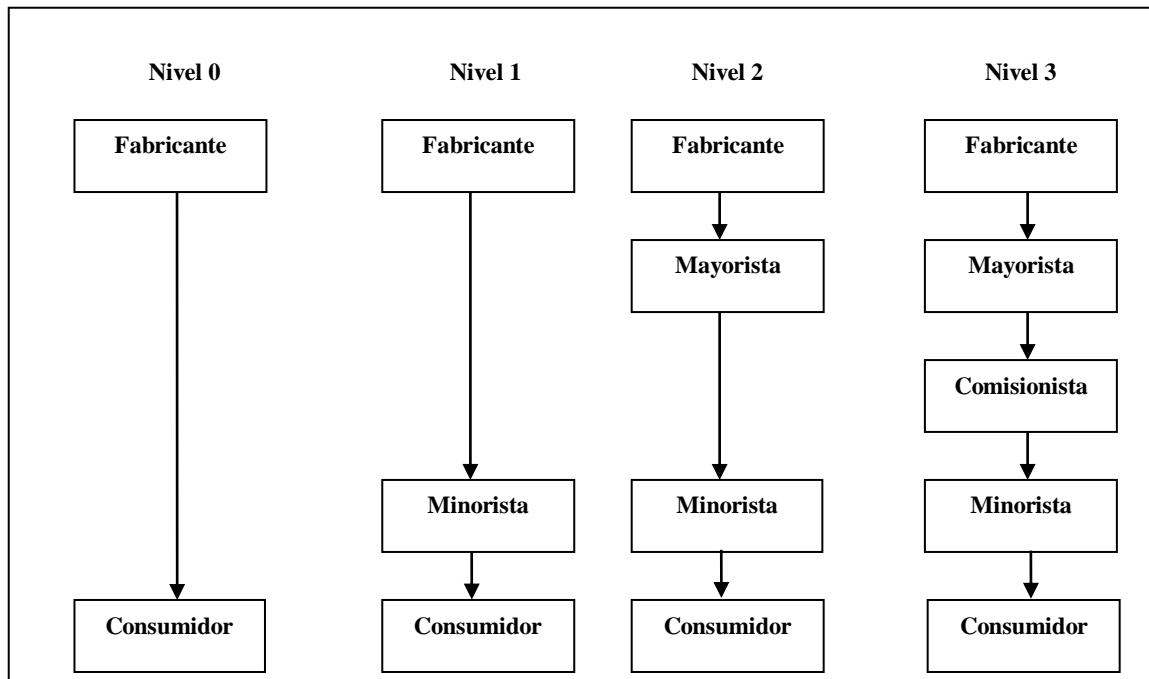 Nivel 0 Nivel 1 Nivel 2 Nivel 3
Fabricante Fabricante Fabricante Fabricante
Mayorista Mayorista
Comisionista
Minorista Minorista Minorista
Consumidor Consumidor Consumidor Consumidor